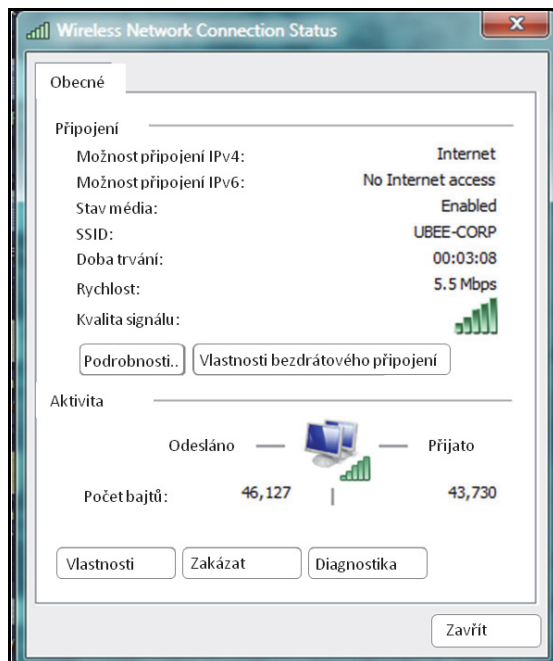 Wireless Network Connection Status
Obecné
Připojení
Možnost připojení IPv4: Internet
Možnost připojení IPv6: No Internet access
Stav média: Enabled
SSID: UBEE-CORP
Doba trvání: 00:03:08
Rychlost: 5.5 Mbps
Kvalita signálu:
Podrobnosti.. Vlastnosti bezdrátového připojení
Aktivita
Odesláno — — Přijato
Počet bajtů: 46,127 | 43,730
Vlastnosti Zakázat Diagnostika
Zavřít